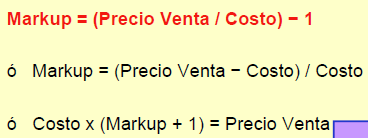 Markup = (Precio Venta / Costo) − 1
ó Markup = (Precio Venta − Costo) / Costo
ó Costo x (Markup + 1) = Precio Venta